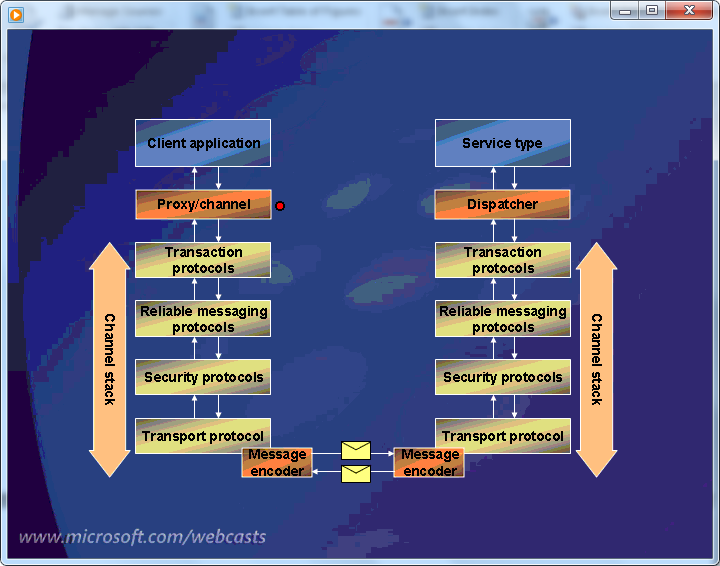 Client application
Proxy/channel
Transaction
protocols
Reliable messaging
protocols
Security protocols
Transport protocol
Message
encoder
Channel stack
Service type
Dispatcher
Transaction
protocols
Reliable messaging
protocols
Security protocols
Transport protocol
Message
encoder
Channel stack
www.microsoft.com/webcasts